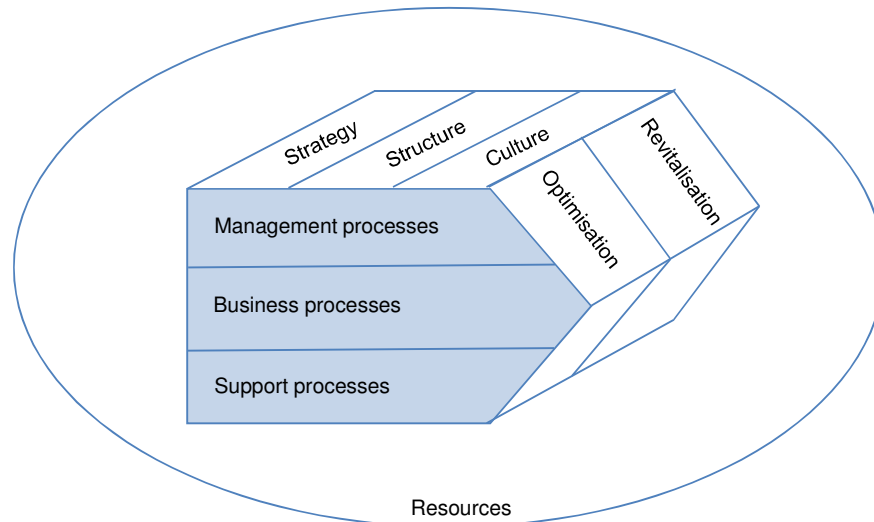 Strategy
Structure
Culture
Optimisation
Revitalisation
Management processes
Business processes
Support processes
Resources